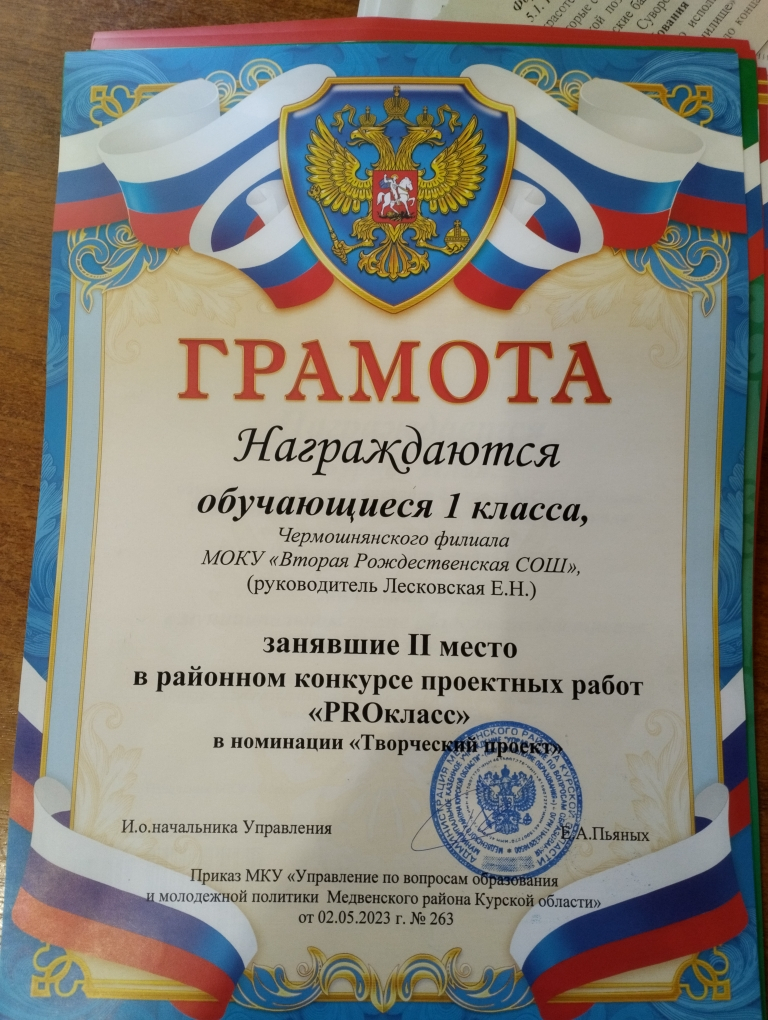 ГРАМОТА
Награждаются
обучающиеся 1 класса,
Чермошнянского филиала
МОКУ «Вторая Рождественская СОШ»,
(руководитель Лесковская Е.Н.)
занявшие II место
в районном конкурсе проектных работ
«PROкласс»
в номинации «Творческий проект»
И.о.начальника Управления
Е.А.Пьяных
Приказ МКУ «Управление по вопросам образования
и молодежной политики Медвенского района Курской области»
от 02.05.2023 г. № 263